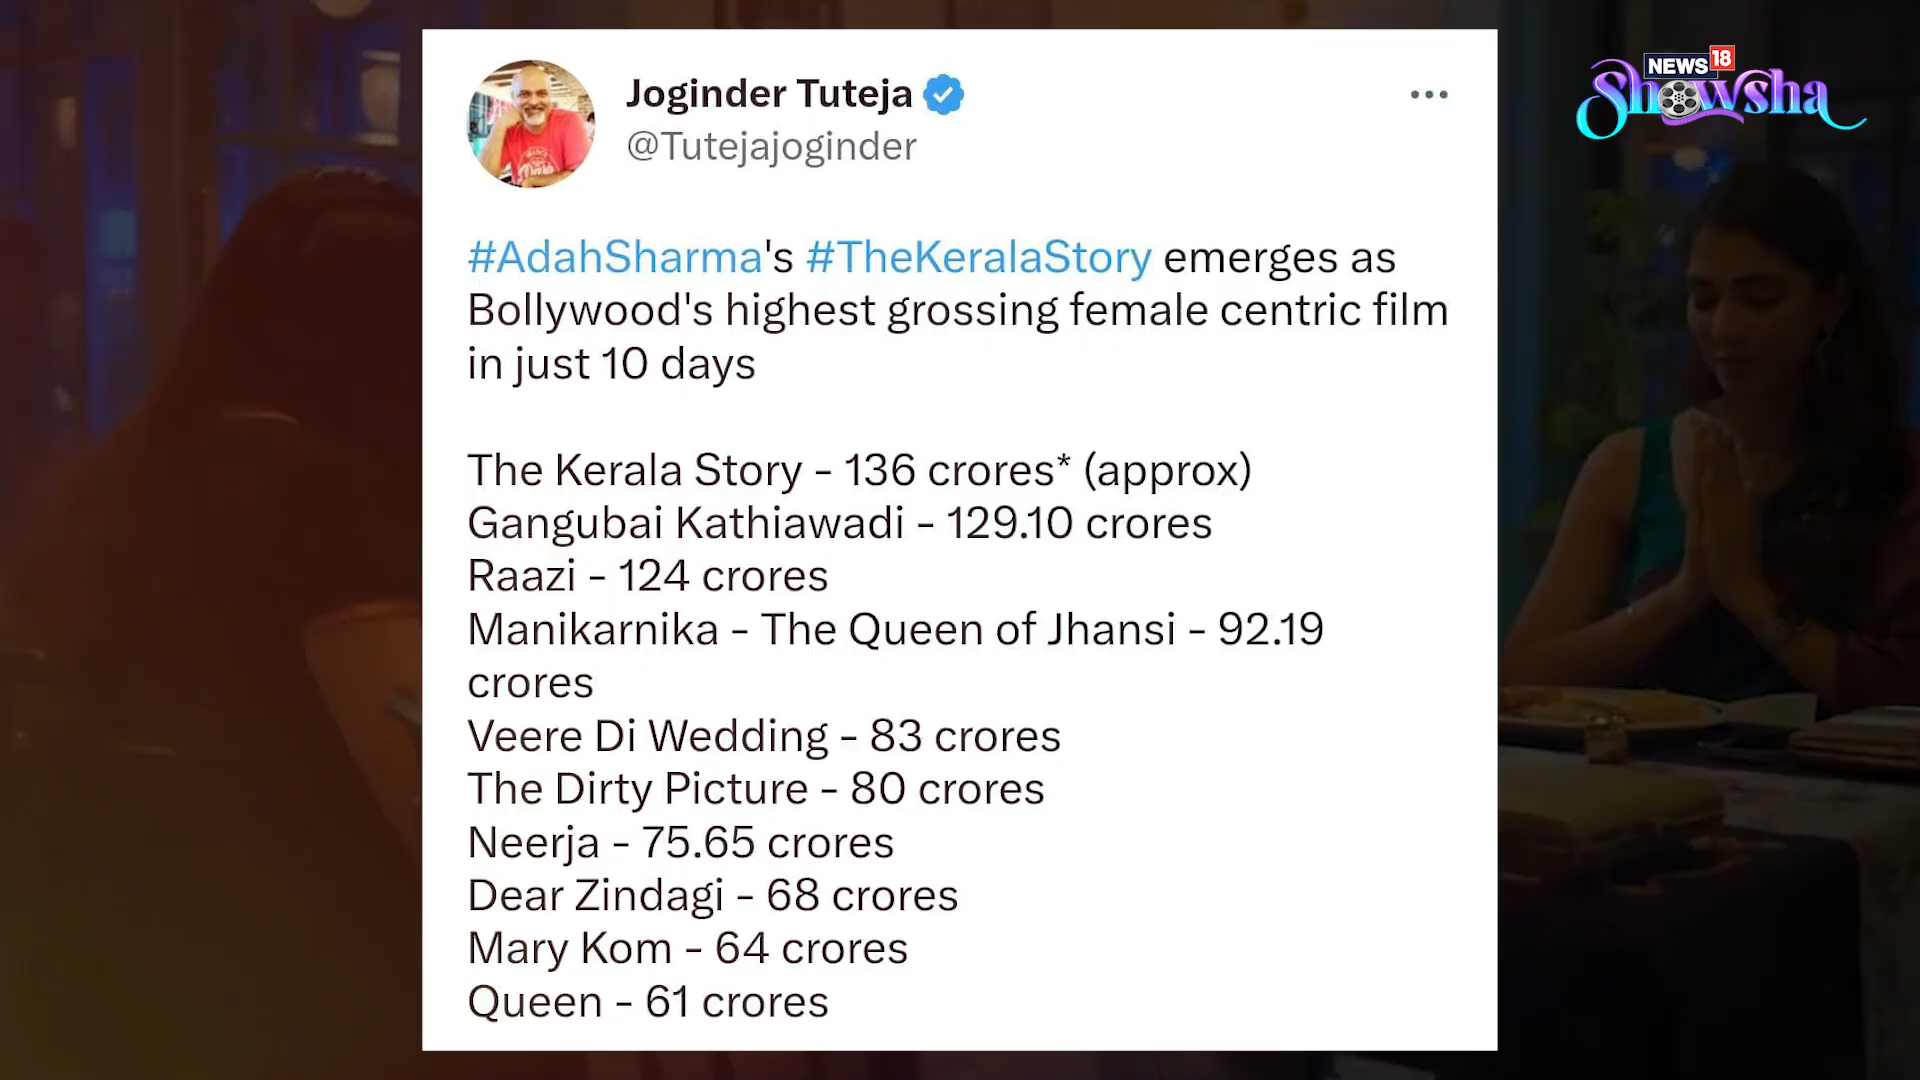 NEWS 18
Showsha
Joginder Tuteja
@Tutejajoginder
#AdahSharma's #TheKeralaStory emerges as
Bollywood's highest grossing female centric film
in just 10 days
The Kerala Story - 136 crores* (approx)
Gangubai Kathiawadi - 129.10 crores
Raazi - 124 crores
Manikarnika - The Queen of Jhansi - 92.19
crores
Veere Di Wedding - 83 crores
The Dirty Picture - 80 crores
Neerja - 75.65 crores
Dear Zindagi - 68 crores
Mary Kom - 64 crores
Queen - 61 crores